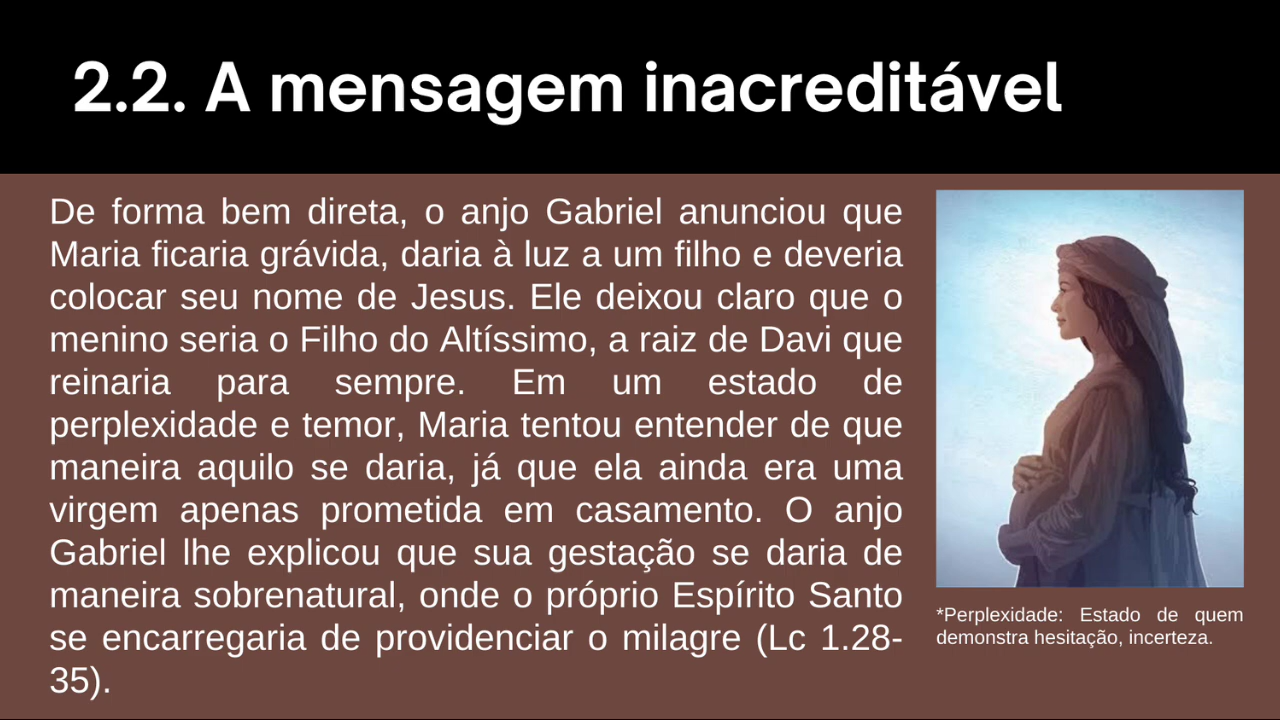 2.2. A mensagem inacreditável
De forma bem direta, o anjo Gabriel anunciou que
Maria ficaria grávida, daria à luz a um filho e deveria
colocar seu nome de Jesus. Ele deixou claro que o
menino seria o Filho do Altíssimo, a raiz de Davi que
reinaria para sempre. Em um estado de
perplexidade e temor, Maria tentou entender de que
maneira aquilo se daria, já que ela ainda era uma
virgem apenas prometida em casamento. O anjo
Gabriel lhe explicou que sua gestação se daria de
maneira sobrenatural, onde o próprio Espírito Santo
se encarregaria de providenciar o milagre (Lc 1.28-
35).
*Perplexidade: Estado de quem
demonstra hesitação, incerteza.